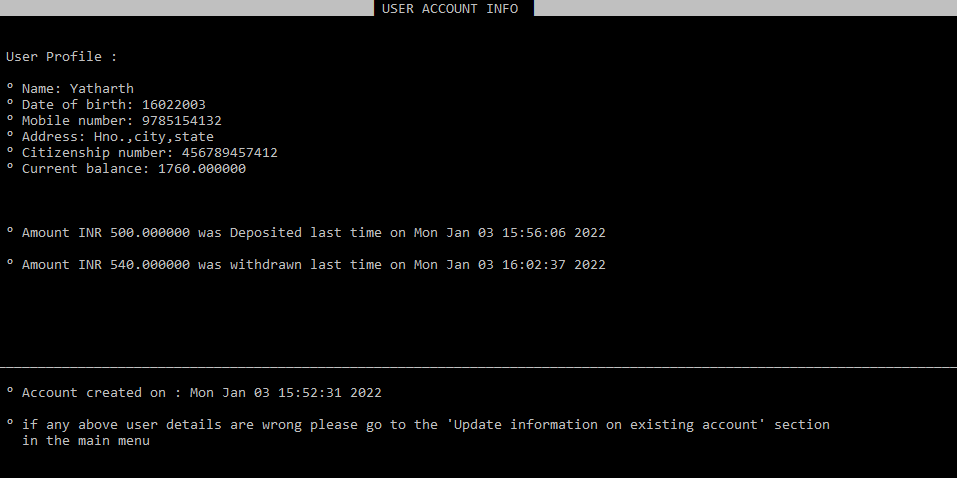 USER ACCOUNT INFO
User Profile :
º Name: Yatharth
º Date of birth: 16022003
º Mobile number: 9785154132
º Address: Hno.,city,state
º Citizenship number: 456789457412
º Current balance: 1760.000000
º Amount INR 500.000000 was Deposited last time on Mon Jan 03 15:56:06 2022
º Amount INR 540.000000 was withdrawn last time on Mon Jan 03 16:02:37 2022
º Account created on : Mon Jan 03 15:52:31 2022
º if any above user details are wrong please go to the 'Update information on existing account' section
in the main menu